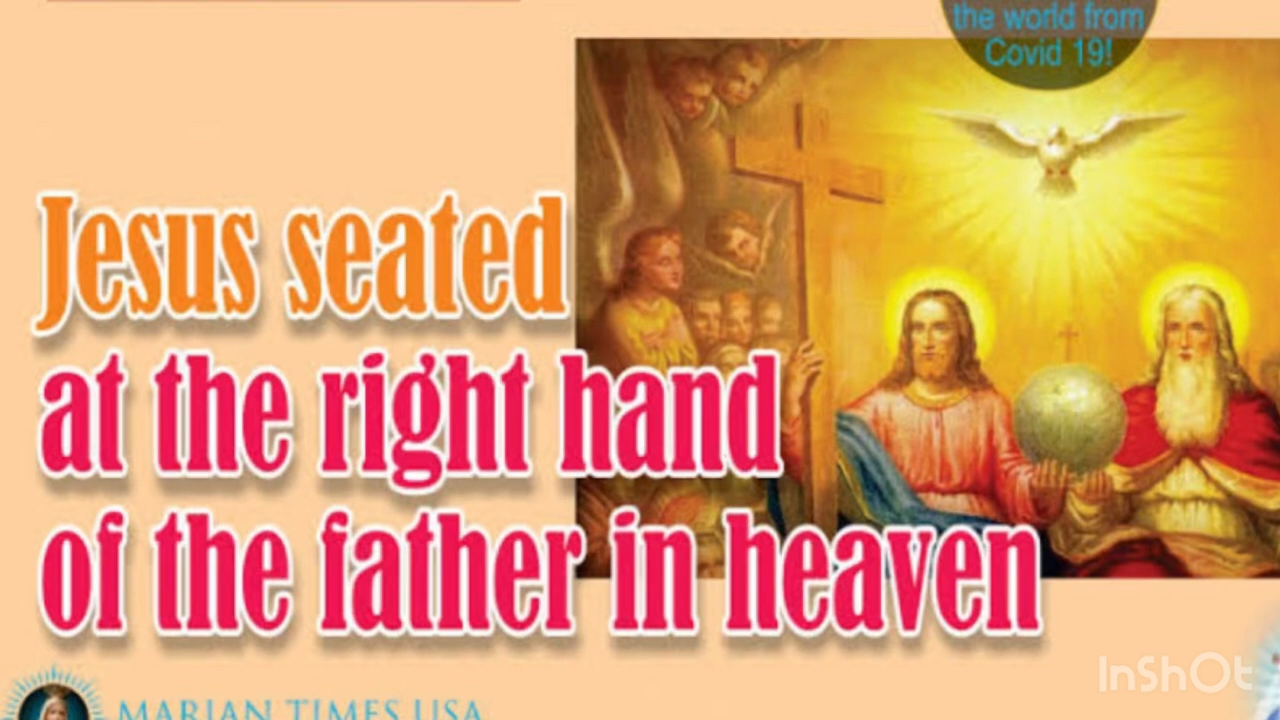 the world from
Covid 19!
Jesus seated
at the right hand
of the father in heaven
InShOt
MARIAN TIMES USA